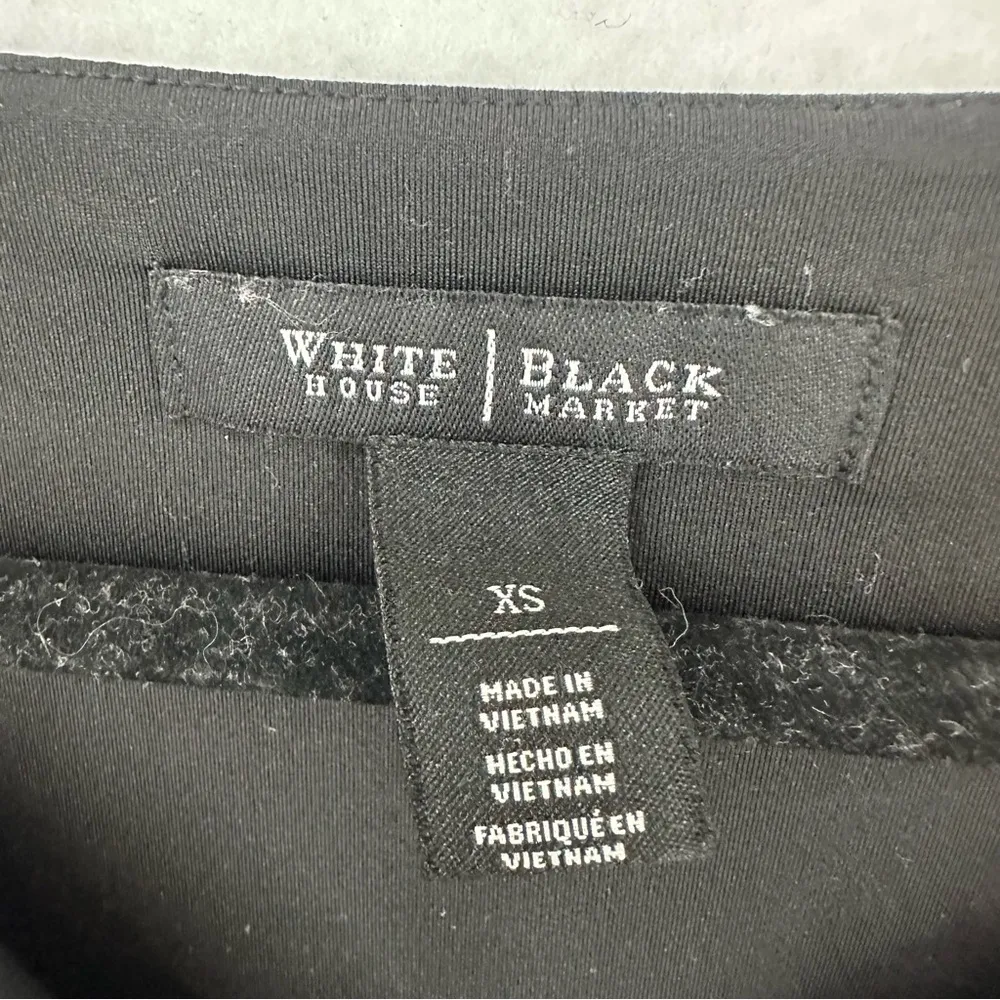 WHITE | BLACK
HOUSE | MARKET
XS
MADE IN
VIETNAM
HECHO EN
VIETNAM
FABRIQUÉ EN
VIETNAM